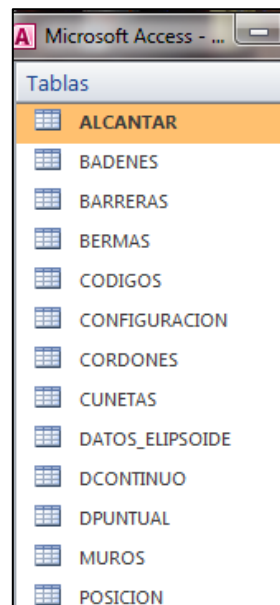 A Microsoft Access - ...
Tablas
ALCANTAR
BADENES
BARRERAS
BERMAS
CODIGOS
CONFIGURACION
CORDONES
CUNETAS
DATOS_ELIPSOIDE
DCONTINUO
DPUNTUAL
MUROS
POSICION